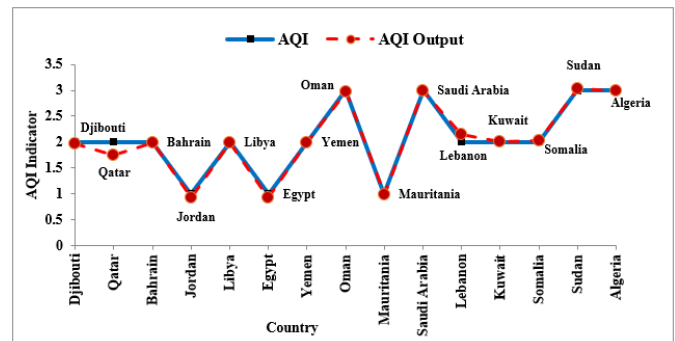 AQI
AQI Output
3.5
3
2.5
2
1.5
1
0.5
0
AQI Indicator
Djibouti
Qatar
Bahrain
Jordan
Libya
Egypt
Yemen
Oman
Mauritania
Saudi Arabia
Lebanon
Kuwait
Somalia
Sudan
Algeria
Djibouti
Qatar
Bahrain
Jordan
Libya
Egypt
Yemen
Oman
Mauritania
Saudi Arabia
Lebanon
Kuwait
Somalia
Sudan
Algeria
Country